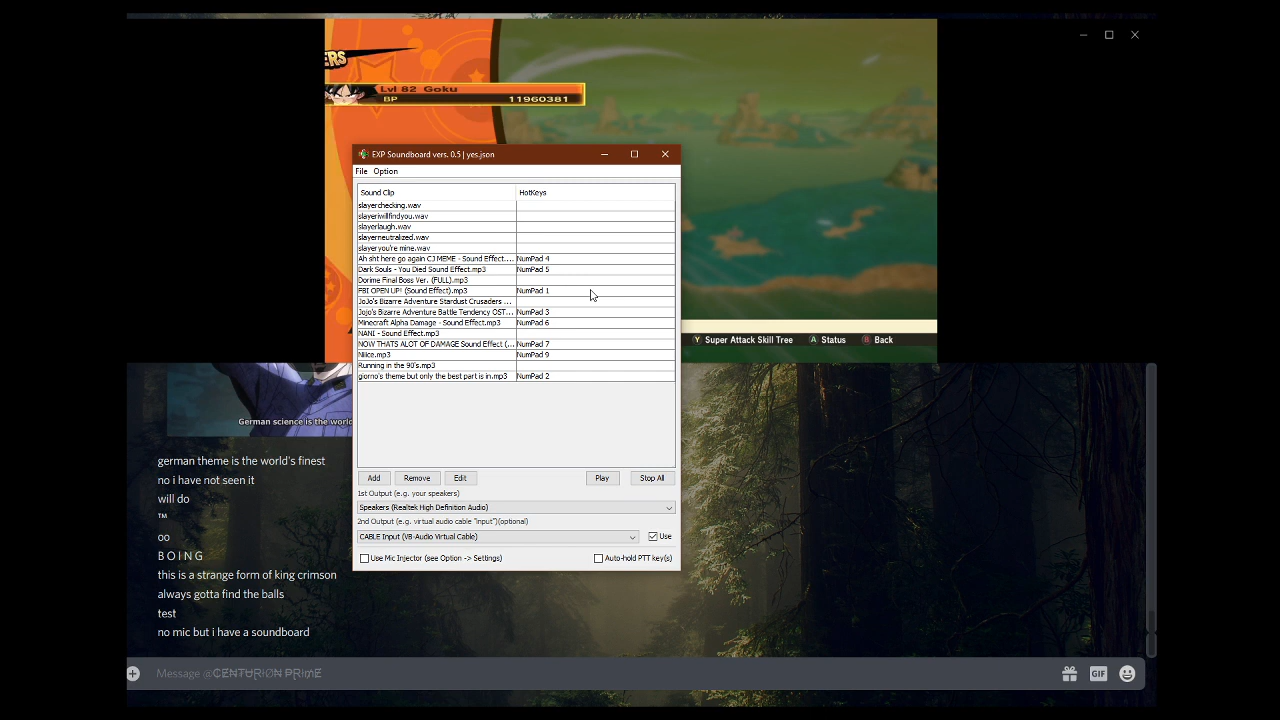 ERS
Lvl 82 Goku
BP 11960381
EXP Soundboard vers. 0.5 | yes.json
File Option
Sound Clip HotKeys
slayerchecking.wav
slayeriwillfindyou.wav
slayerlaugh.wav
slayerneutralized.wav
slayeryou're mine.wav
Ah sht here go again CJ MEME - Sound Effect.... NumPad 4
Dark Souls - You Died Sound Effect.mp3 NumPad 5
Dorime Final Boss Ver. (FULL).mp3
FBI OPEN UP! (Sound Effect).mp3 NumPad 1
JoJo's Bizarre Adventure Stardust Crusaders ...
Jojo's Bizarre Adventure Battle Tendency OST... NumPad 3
Minecraft Alpha Damage - Sound Effect.mp3 NumPad 6
NANI - Sound Effect.mp3
NOW THATS ALOT OF DAMAGE Sound Effect (... NumPad 7
Niiice.mp3 NumPad 9
Running in the 90's.mp3
giorno's theme but only the best part is in.mp3 NumPad 2
Y Super Attack Skill Tree A Status B Back
German science is the world
Add Remove Edit Play Stop All
1st Output (e.g. your speakers)
Speakers (Realtek High Definition Audio)
2nd Output (e.g. virtual audio cable "input")(optional)
CABLE Input (VB-Audio Virtual Cable) Use
Use Mic Injector (see Option -> Settings) Auto-hold PTT key(s)
german theme is the world's finest
no i have not seen it
will do
™
oo
B O I N G
this is a strange form of king crimson
always gotta find the balls
test
no mic but i have a soundboard
Message @C̶E̶N̶T̶U̶R̶I̶O̶N̶ P̶R̶I̶M̶E̶
GIF